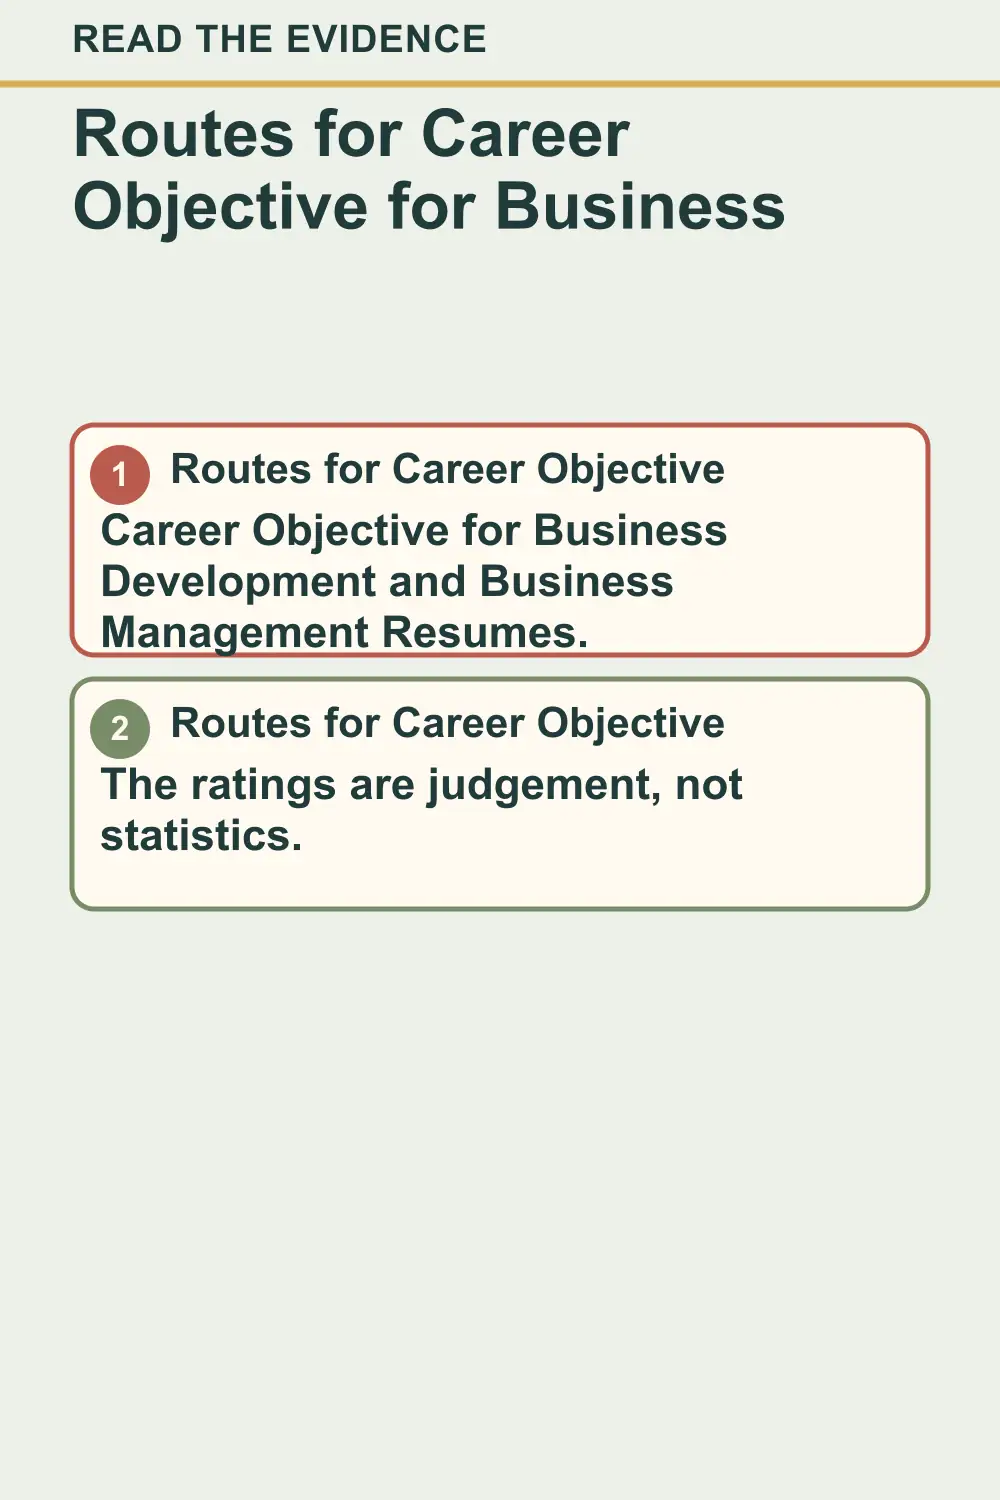 READ THE EVIDENCE
Routes for Career
Objective for Business
1 Routes for Career Objective
Career Objective for Business
Development and Business
Management Resumes.
2 Routes for Career Objective
The ratings are judgement, not
statistics.